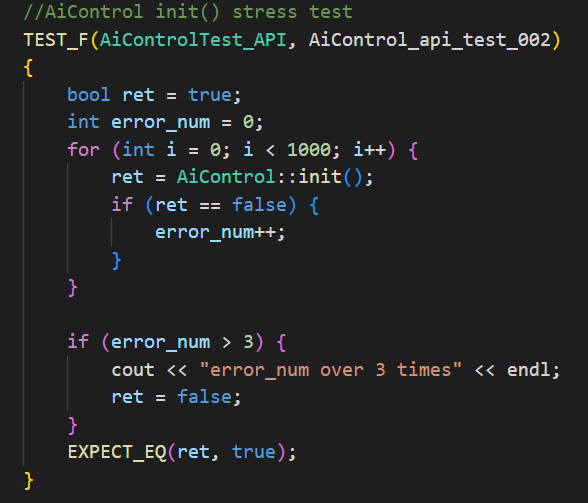 //AiControl init() stress test
TEST_F(AiControlTest_API, AiControl_api_test_002)
{
    bool ret = true;
    int error_num = 0;
    for (int i = 0; i < 1000; i++) {
        ret = AiControl::init();
        if (ret == false) {
            error_num++;
        }
    }

    if (error_num > 3) {
        cout << "error_num over 3 times" << endl;
        ret = false;
    }
    EXPECT_EQ(ret, true);
}